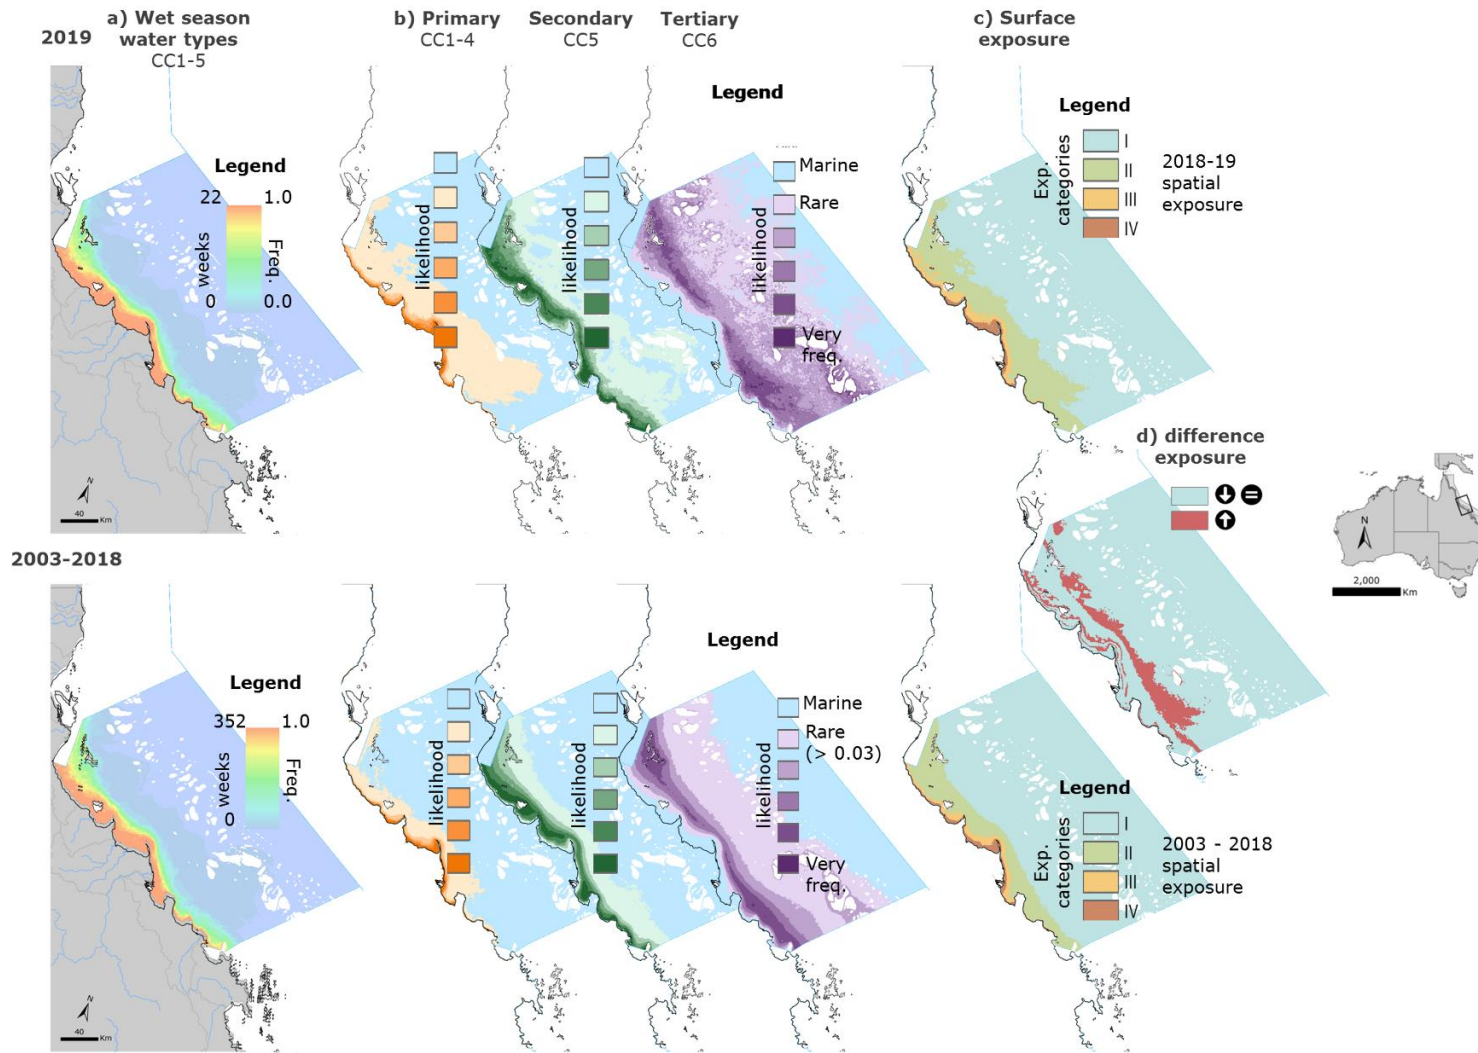 a) Wet season
water types
CC1-5
b) Primary
CC1-4
Secondary
CC5
Tertiary
CC6
c) Surface
exposure
2019
Legend
22
1.0
weeks
Freq.
0
0.0
N
40
Km
likelihood
likelihood
Legend
Marine
Rare
likelihood
Very
freq.
Legend
Exp.
categories
I
II
III
IV
2018-19
spatial
exposure
d) difference
exposure
N
2,000
Km
2003-2018
Legend
352
1.0
weeks
Freq.
0
N
40
Km
likelihood
likelihood
Legend
Marine
Rare
(> 0.03)
likelihood
Very
freq.
Legend
Exp.
categories
I
II
III
IV
2003 - 2018
spatial
exposure